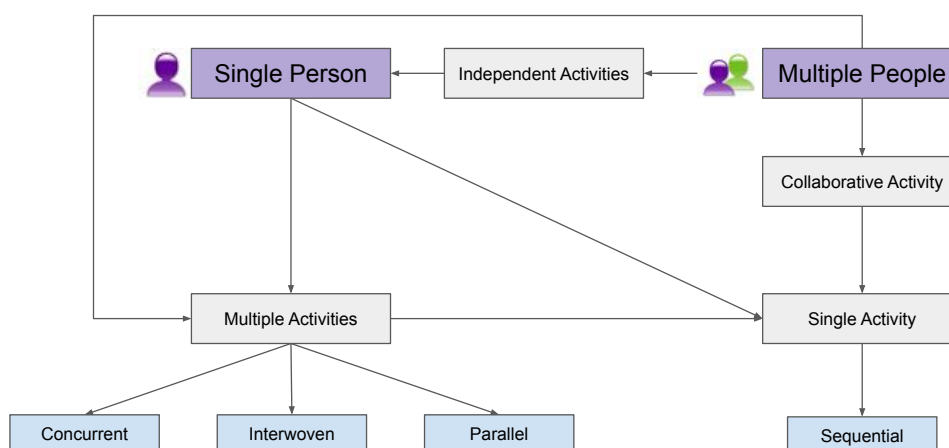 Single Person
Independent Activities
Multiple People
Collaborative Activity
Multiple Activities
Single Activity
Concurrent
Interwoven
Parallel
Sequential